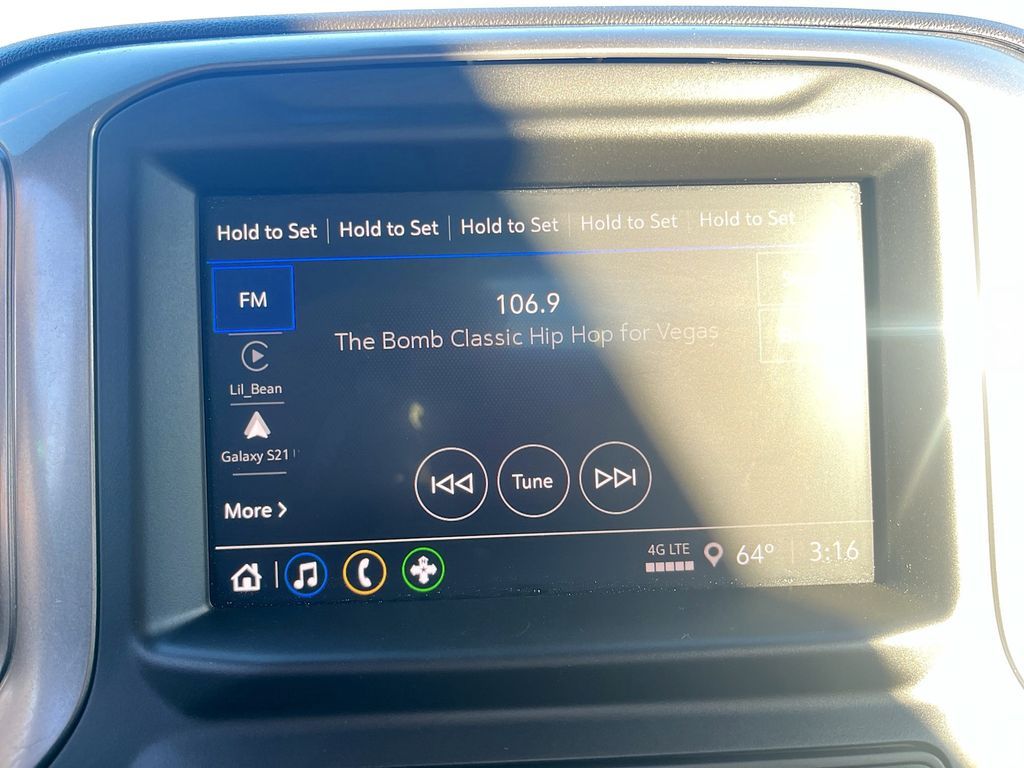 Hold to Set Hold to Set Hold to Set Hold to Set Hold to Set
FM
106.9
The Bomb Classic Hip Hop for Vegas
Lil_Bean
Galaxy S21
More
Tune
4G LTE
64° 3:16